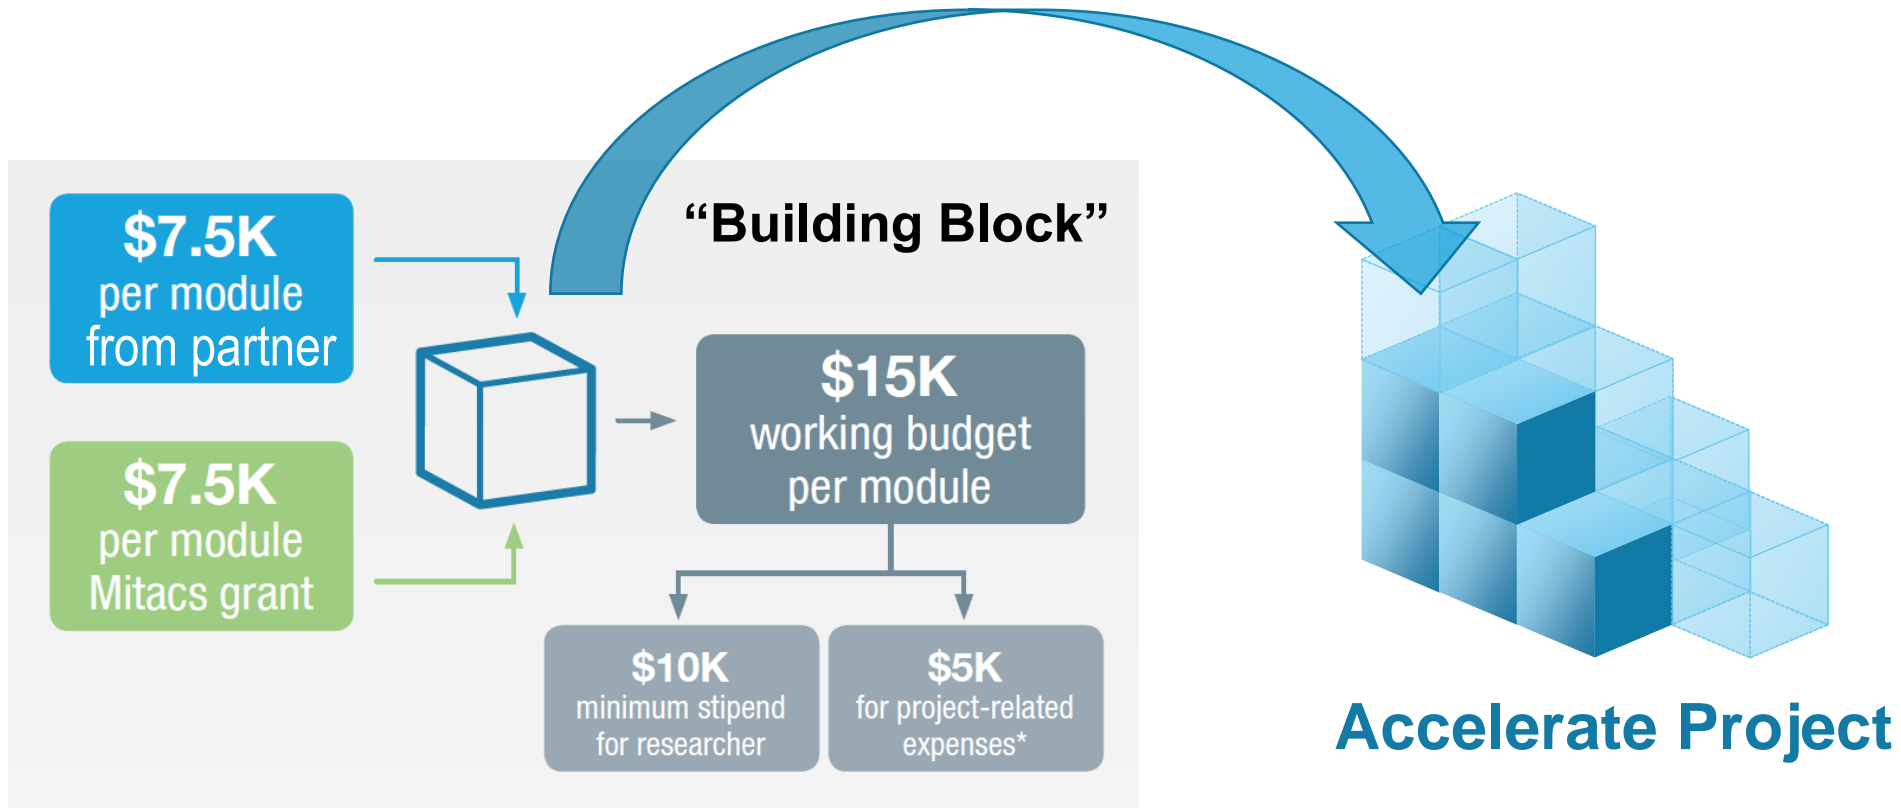 “Building Block”
$7.5K
per module
from partner
$7.5K
per module
Mitacs grant
$15K
working budget
per module
$10K
minimum stipend
for researcher
$5K
for project-related
expenses*
Accelerate Project